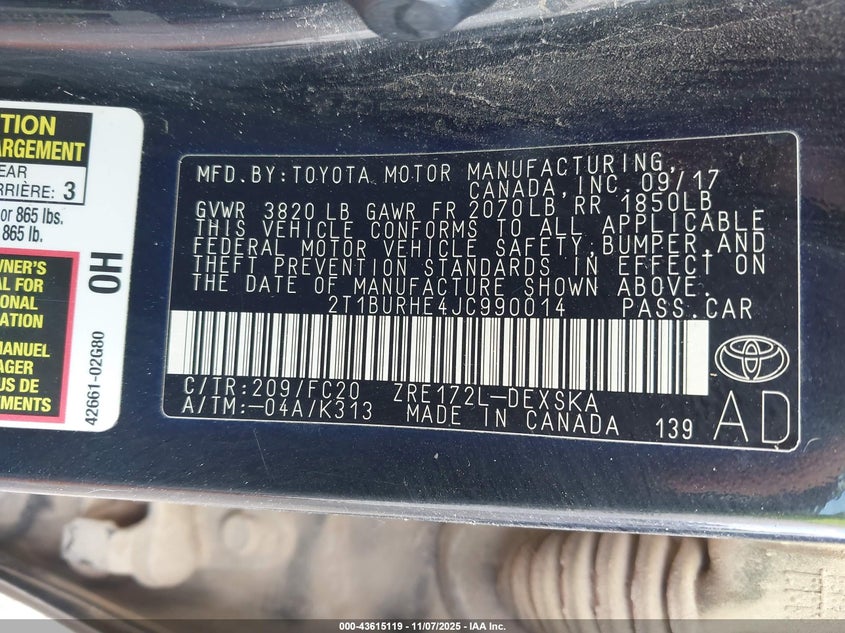 TION
ARGEMENT
EAR
RRIÈRE: 3
or 865 lbs.
865 lb.
WNER'S
AL FOR
IONAL
ATION
MANUEL
AGER
US DE
EMENTS
OH
42661-02G80
MFD. BY: TOYOTA MOTOR MANUFACTURING,
CANADA, INC. 09/17
GVWR 3820 LB GAWR FR 2070LB RR 1850LB
THIS VEHICLE CONFORMS TO ALL APPLICABLE
FEDERAL MOTOR VEHICLE SAFETY, BUMPER, AND
THEFT PREVENTION STANDARDS IN EFFECT ON
THE DATE OF MANUFACTURE SHOWN ABOVE.
2T1BURHE4JC990014 PASS.CAR
C/TR:209/FC20 ZRE172L-DEXSKA
A/TM:-04A/K313 MADE IN CANADA 139
AD
000-43615119 - 11/07/2025 - IAA Inc.